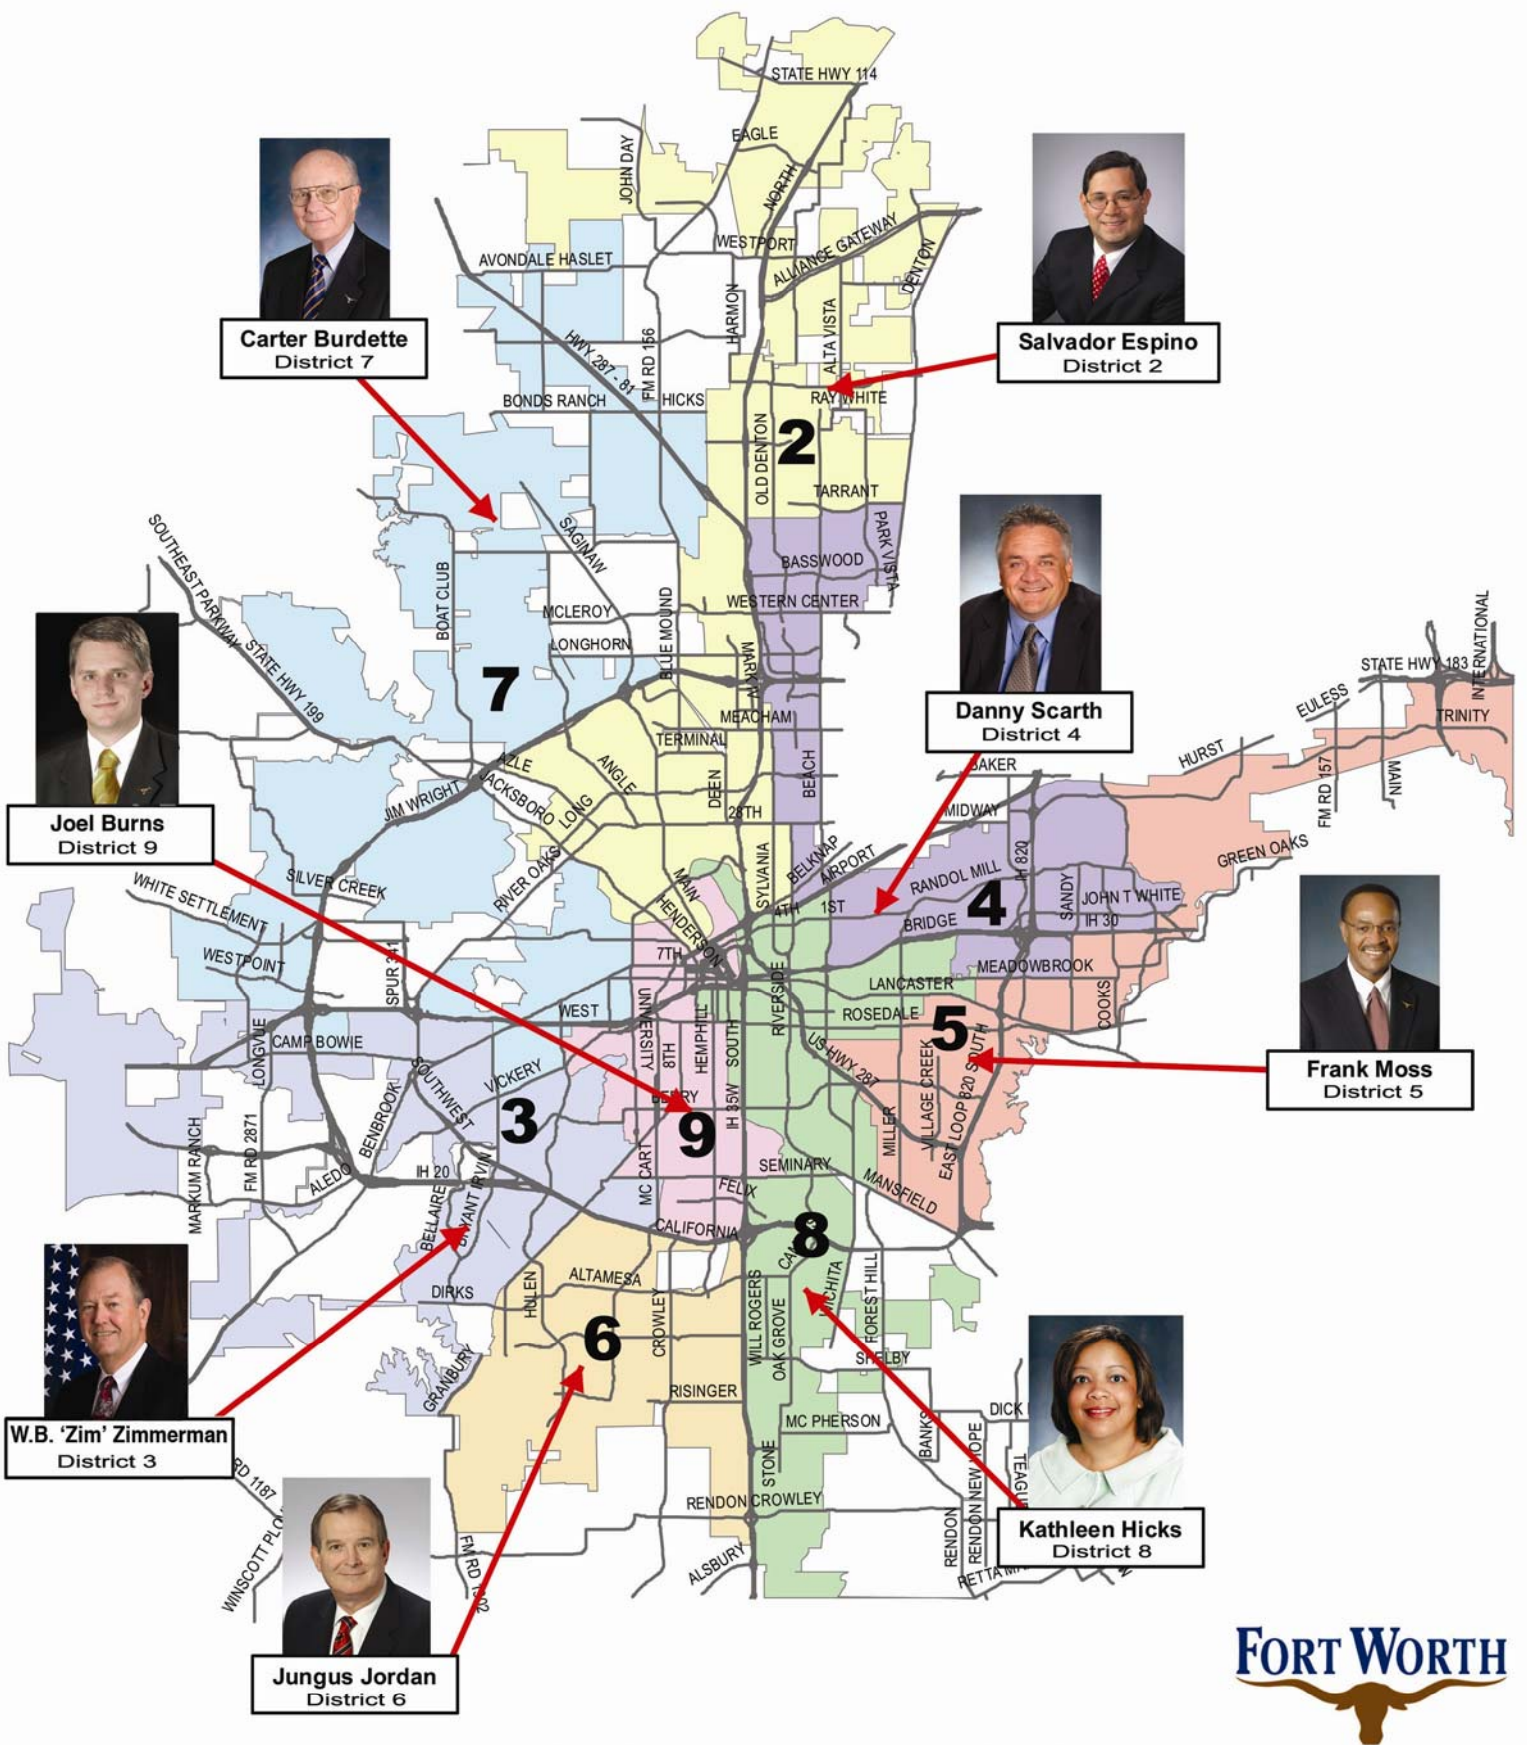 STATE HWY 114
EAGLE
JOHN DAY
NORTH
WESTPORT
ALLIANCE GATEWAY
DENTON
AVONDALE HASLET
Carter Burdette
District 7
Salvador Espino
District 2
HARMON
ALTA VISTA
HWY 287 - 81
FM RD 156
BONDS RANCH
HICKS
RAY WHITE
2
OLD DENTON
TARRANT
PARK VISTA
SAGINAW
BASSWOOD
SOUTHEAST PARKWAY
STATE HWY 199
BOAT CLUB
MCLEROY
BLUE MOUND
WESTERN CENTER
LONGHORN
MARK IV
7
Danny Scarth
District 4
STATE HWY 183
INTERNATIONAL
EULESS
TRINITY
MEACHAM
TERMINAL
HURST
FM RD 157
MAIN
AZLE
ANGLE
DEEN
BEACH
BAKER
JIM WRIGHT
JACKSBORO
LONG
28TH
MIDWAY
Joel Burns
District 9
SILVER CREEK
RIVER OAKS
MAIN
SYLVANIA
BELKNAP
AIRPORT
RANDOL MILL
IH 820
GREEN OAKS
WHITE SETTLEMENT
HENDERSON
4TH
1ST
BRIDGE
4
SANDY
JOHN T WHITE
IH 30
WESTPOINT
SPUR 341
7TH
MEADOWBROOK
RIVERSIDE
LANCASTER
COOKS
WEST
UNIVERSITY
8TH
HEMPHILL
SOUTH
ROSEDALE
5
LONGVUE
CAMP BOWIE
US HWY 287
SOUTHWEST
VICKERY
BERRY
IH 35W
MILLER
VILLAGE CREEK
EAST LOOP 820 SOUTH
Frank Moss
District 5
BENBROOK
3
9
MARKUM RANCH
FM RD 2871
ALEDO
IH 20
BRYANT IRVIN
BELLAIRE
MC CART
SEMINARY
FELIX
MANSFIELD
CALIFORNIA
8
WICHITA
FOREST HILL
DIRKS
HULEN
ALTAMESA
CROWLEY
WILL ROGERS
OAK GROVE
6
GRANBURY
SHELBY
RISINGER
MC PHERSON
BANKS
DICK
W.B. ‘Zim’ Zimmerman
District 3
RD 1187
STONE
RENDON NEW HOPE
RENDON CROWLEY
RENDON
Kathleen Hicks
District 8
ALSBURY
Jungus Jordan
District 6
FORT WORTH